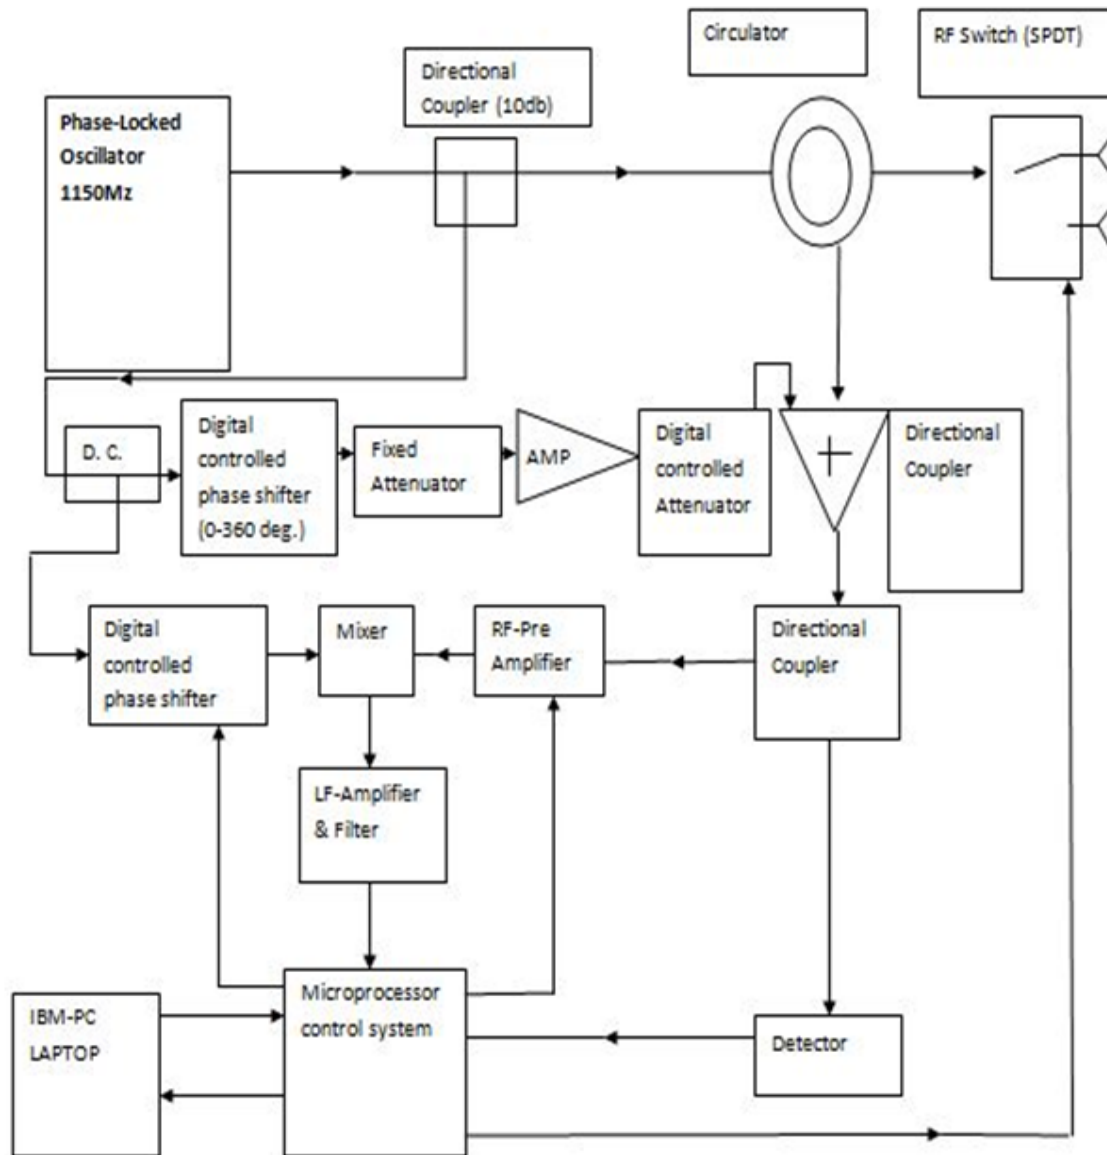 Circulator
RF Switch (SPDT)
Directional
Coupler (10db)
Phase-Locked
Oscillator
1150Mz
D. C.
Digital
controlled
phase shifter
(0-360 deg.)
Fixed
Attenuator
AMP
Digital
controlled
Attenuator
+
Directional
Coupler
Digital
controlled
phase shifter
Mixer
RF-Pre
Amplifier
Directional
Coupler
LF-Amplifier
& Filter
IBM-PC
LAPTOP
Microprocessor
control system
Detector